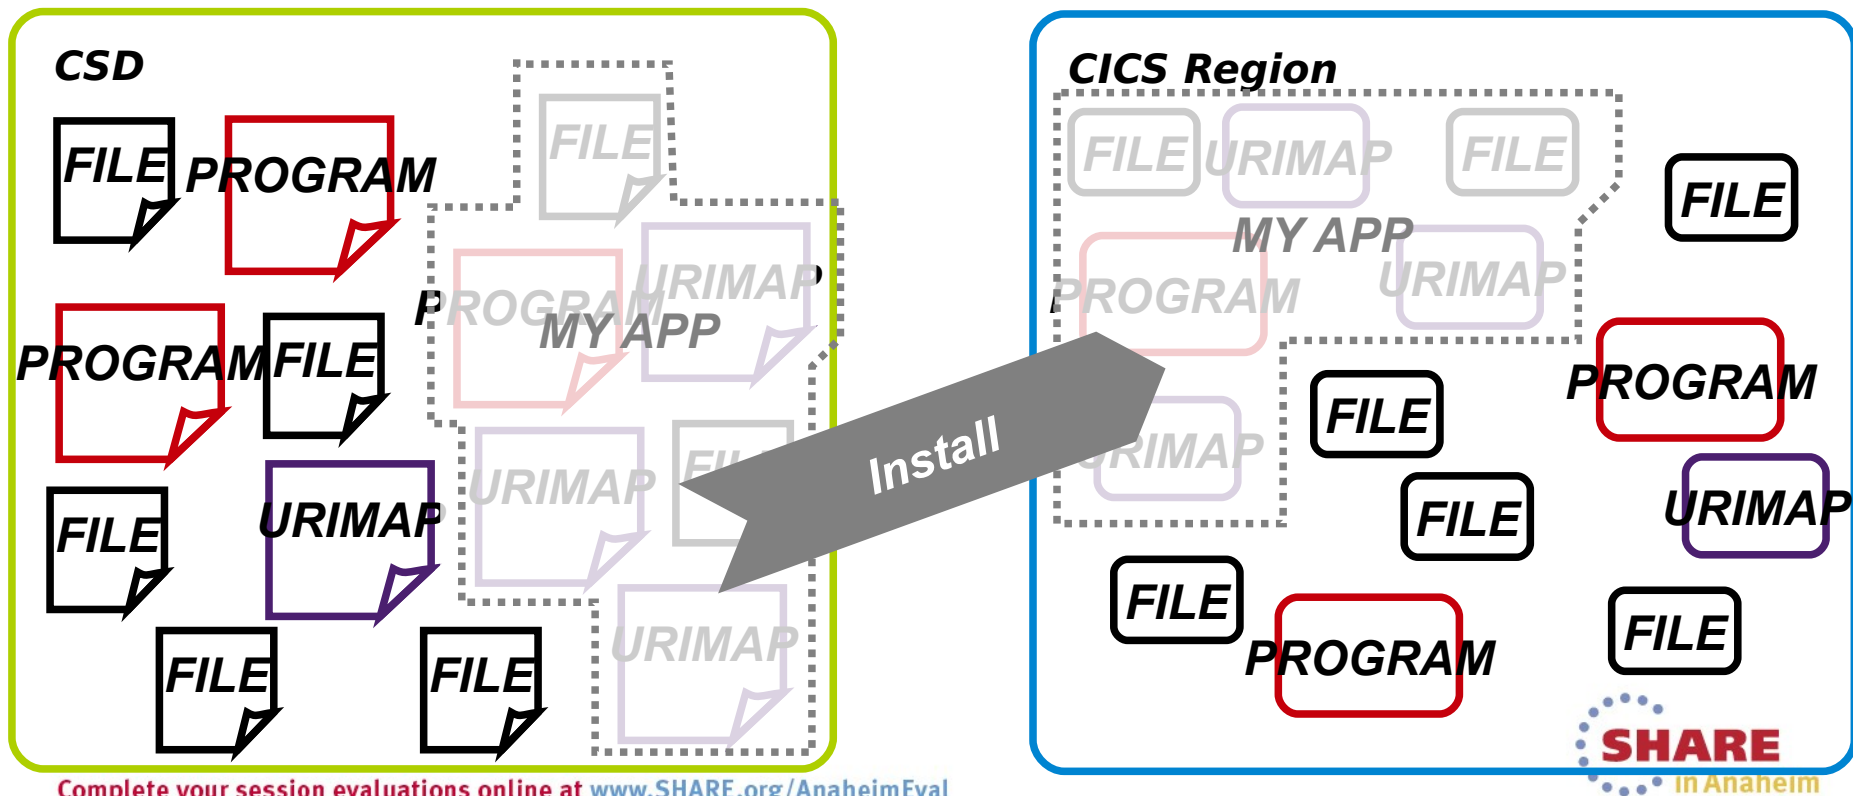 CSD
FILE
PROGRAM
FILE
PROGRAM
URIMAP
MY APP
PROGRAM
FILE
URIMAP
FILE
FILE
URIMAP
URIMAP
FILE
FILE
Install
CICS Region
FILE
URIMAP
FILE
MY APP
PROGRAM
URIMAP
URIMAP
FILE
PROGRAM
FILE
FILE
URIMAP
FILE
PROGRAM
FILE
SHARE
in Anaheim
Complete your session evaluations online at www.SHARE.org/AnaheimEval